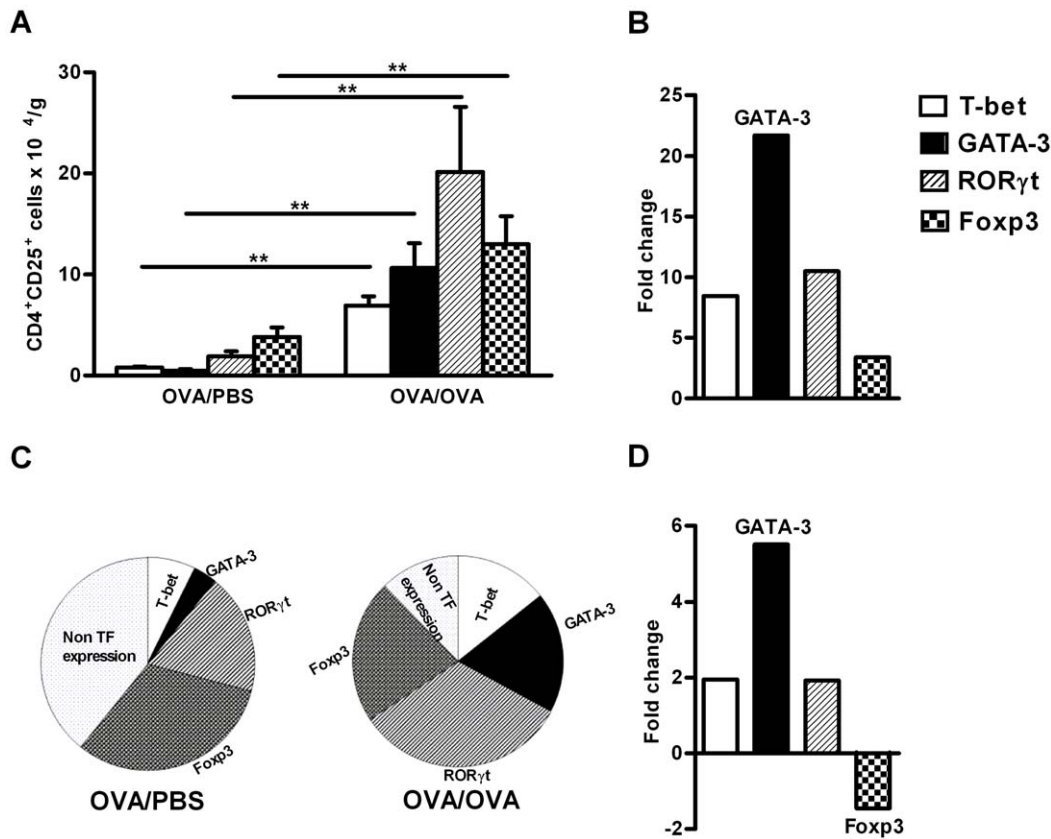 A
CD4+CD25+ cells x 10 4/g
30
20
10
0
**
**
**
**
OVA/PBS
OVA/OVA
B
Fold change
25
20
15
10
5
0
GATA-3
T-bet
GATA-3
RORγt
Foxp3
C
T-bet
GATA-3
RORγt
Foxp3
Non TF
expression
OVA/PBS
Non TF
expression
T-bet
GATA-3
Foxp3
RORγt
OVA/OVA
D
Fold change
6
4
2
0
-2
GATA-3
Foxp3